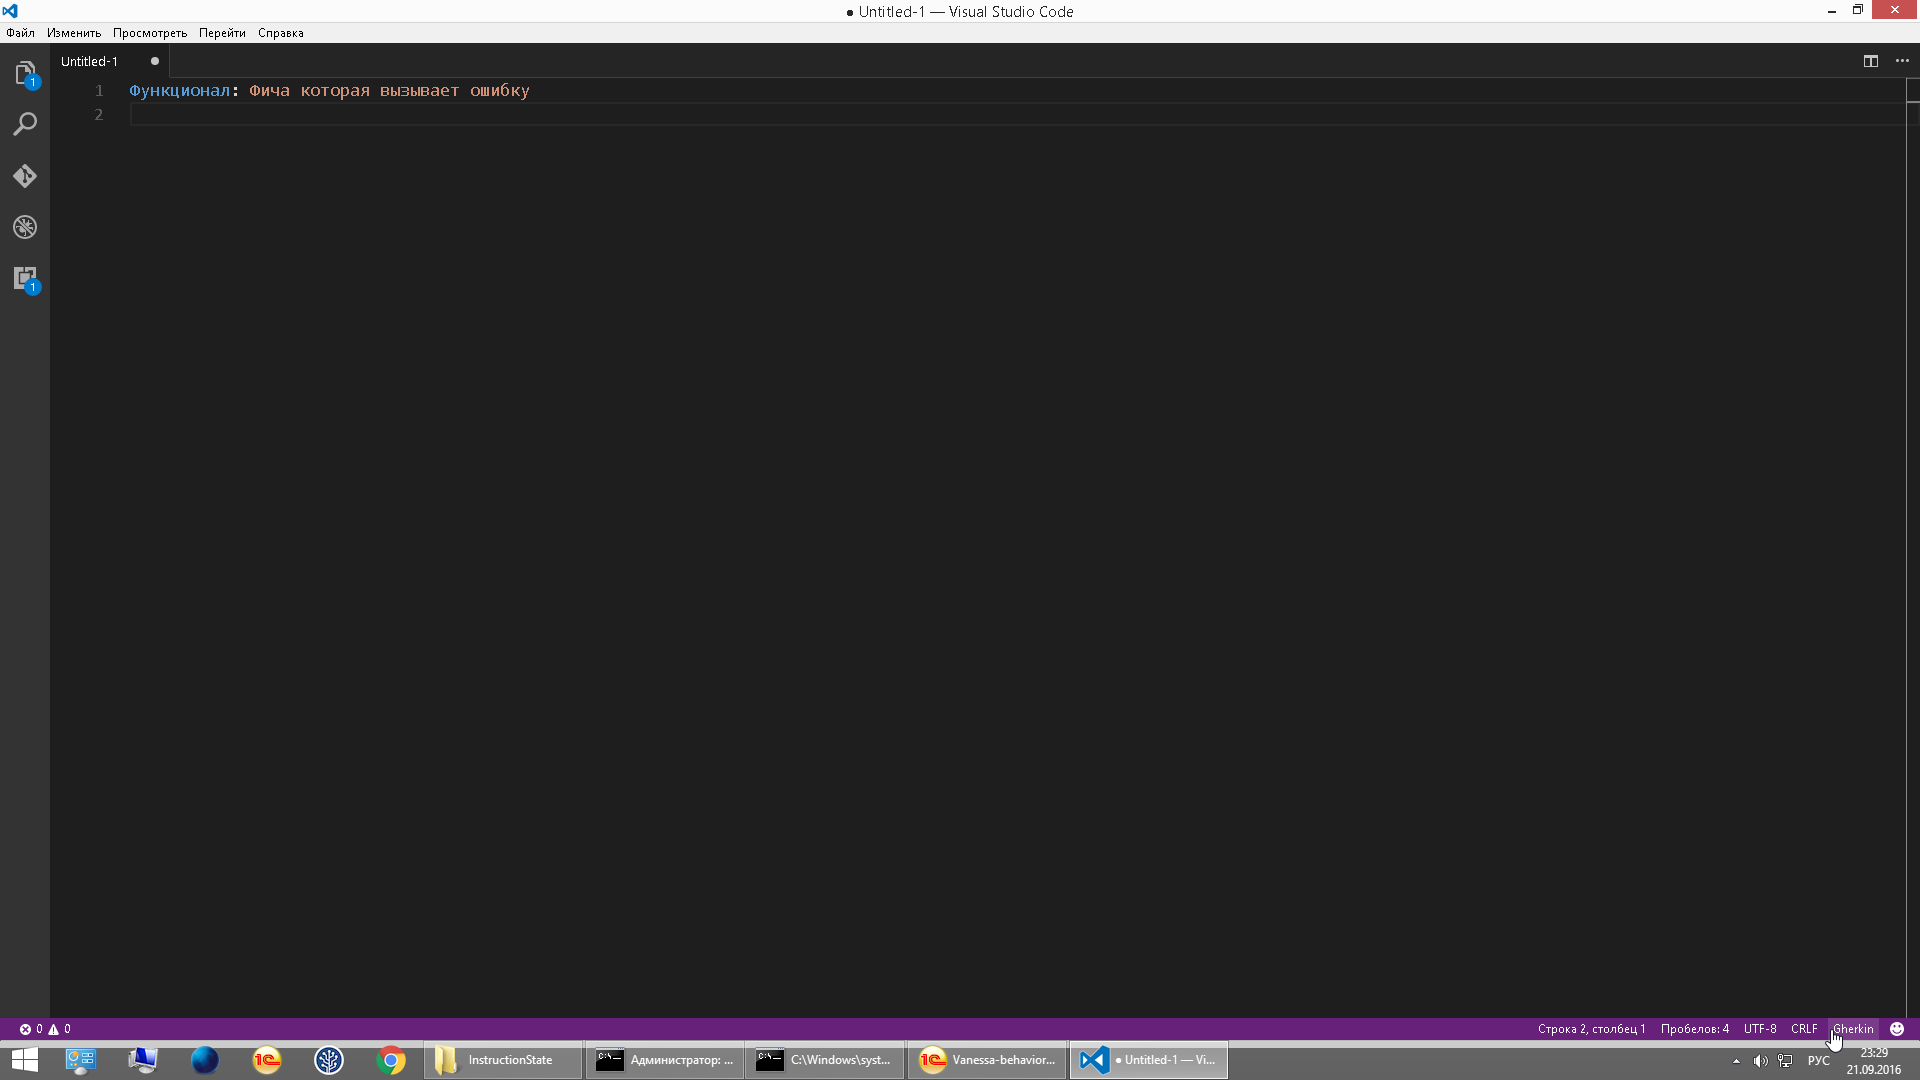 ● Untitled-1 — Visual Studio Code
Файл Изменить Просмотреть Перейти Справка
Untitled-1 ●
1 Функционал: Фича которая вызывает ошибку
2
1
1
0 0 Строка 2, столбец 1 Пробелов: 4 UTF-8 CRLF Gherkin
InstructionState Администратор: ... C:\Windows\syst... Vanessa-behavior... ● Untitled-1 — Vi... РУС 23:29
21.09.2016